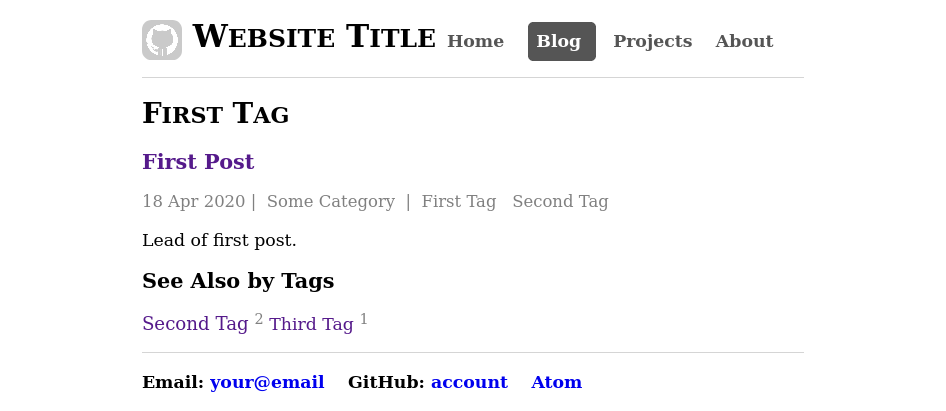 Website Title Home Blog Projects About
First Tag
First Post
18 Apr 2020 | Some Category | First Tag Second Tag
Lead of first post.
See Also by Tags
Second Tag 2 Third Tag 1
Email: your@email GitHub: account Atom